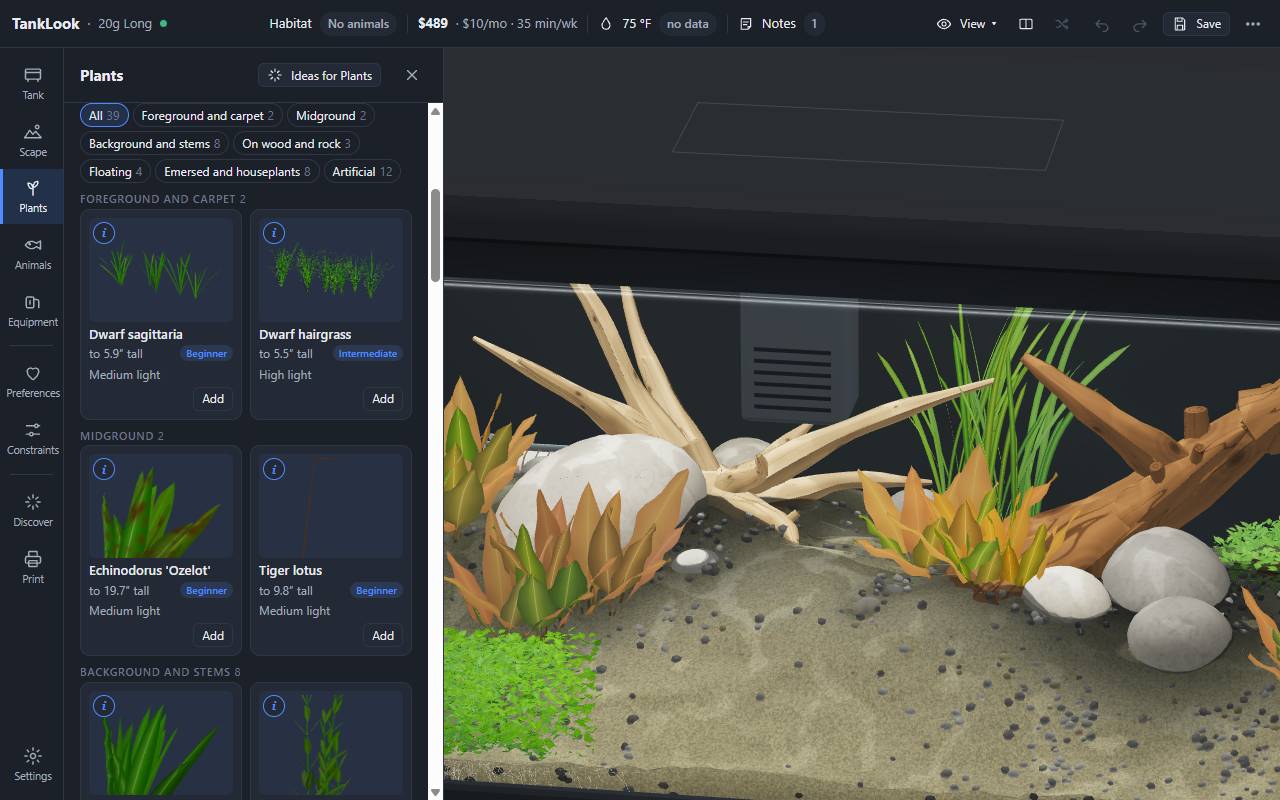 TankLook · 20g Long
Habitat No animals $489 · $10/mo · 35 min/wk 75 °F no data Notes 1 View Save
Tank
Scape
Plants
Animals
Equipment
Preferences
Constraints
Discover
Print
Settings
Plants Ideas for Plants
All 39 Foreground and carpet 2 Midground 2
Background and stems 8 On wood and rock 3
Floating 4 Emersed and houseplants 8 Artificial 12
FOREGROUND AND CARPET 2
Dwarf sagittaria
to 5.9″ tall Beginner
Medium light
Add
Dwarf hairgrass
to 5.5″ tall Intermediate
High light
Add
MIDGROUND 2
Echinodorus 'Ozelot'
to 19.7″ tall Beginner
Medium light
Add
Tiger lotus
to 9.8″ tall Beginner
Medium light
Add
BACKGROUND AND STEMS 8